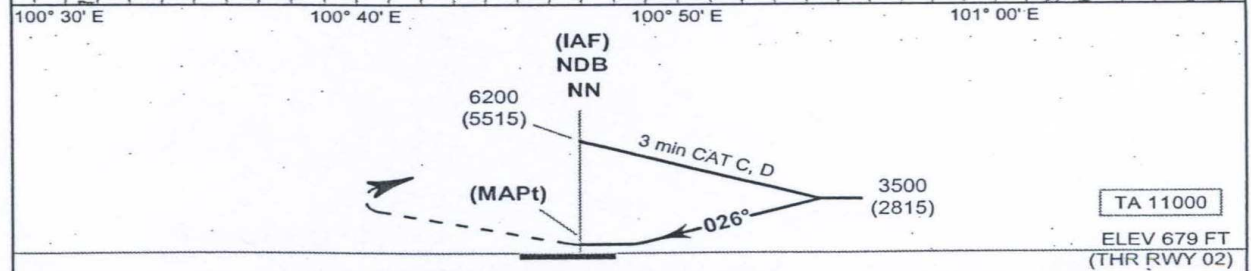 100° 30' E 100° 40' E 100° 50' E 101° 00' E
(IAF)
NDB
NN
6200
(5515)
3 min CAT C, D
(MAPt)
026°
3500
(2815)
TA 11000
ELEV 679 FT
(THR RWY 02)